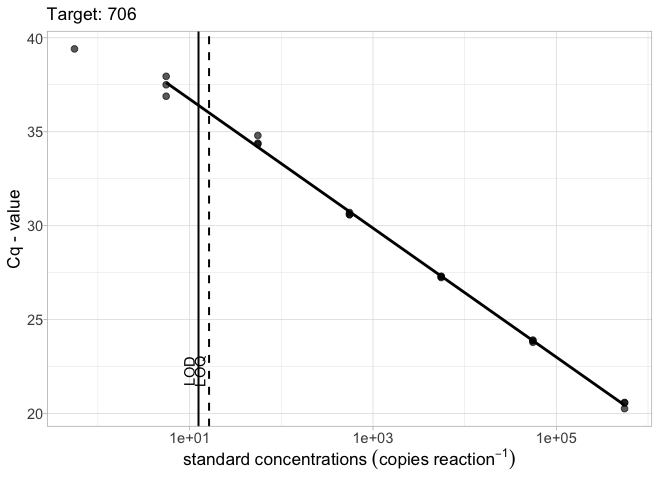 Target: 706
40
35
30
25
20
Cq - value
LOD
LOQ
1e+01 1e+03 1e+05
standard concentrations (copies reaction⁻¹)